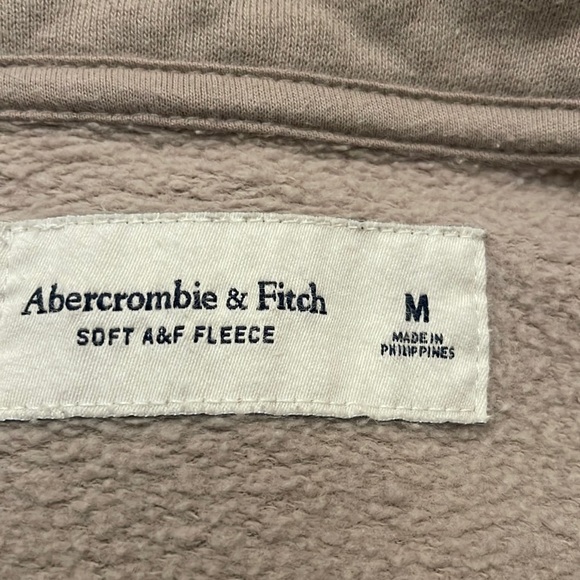 Abercrombie & Fitch
SOFT A&F FLEECE
M
MADE IN
PHILIPPINES